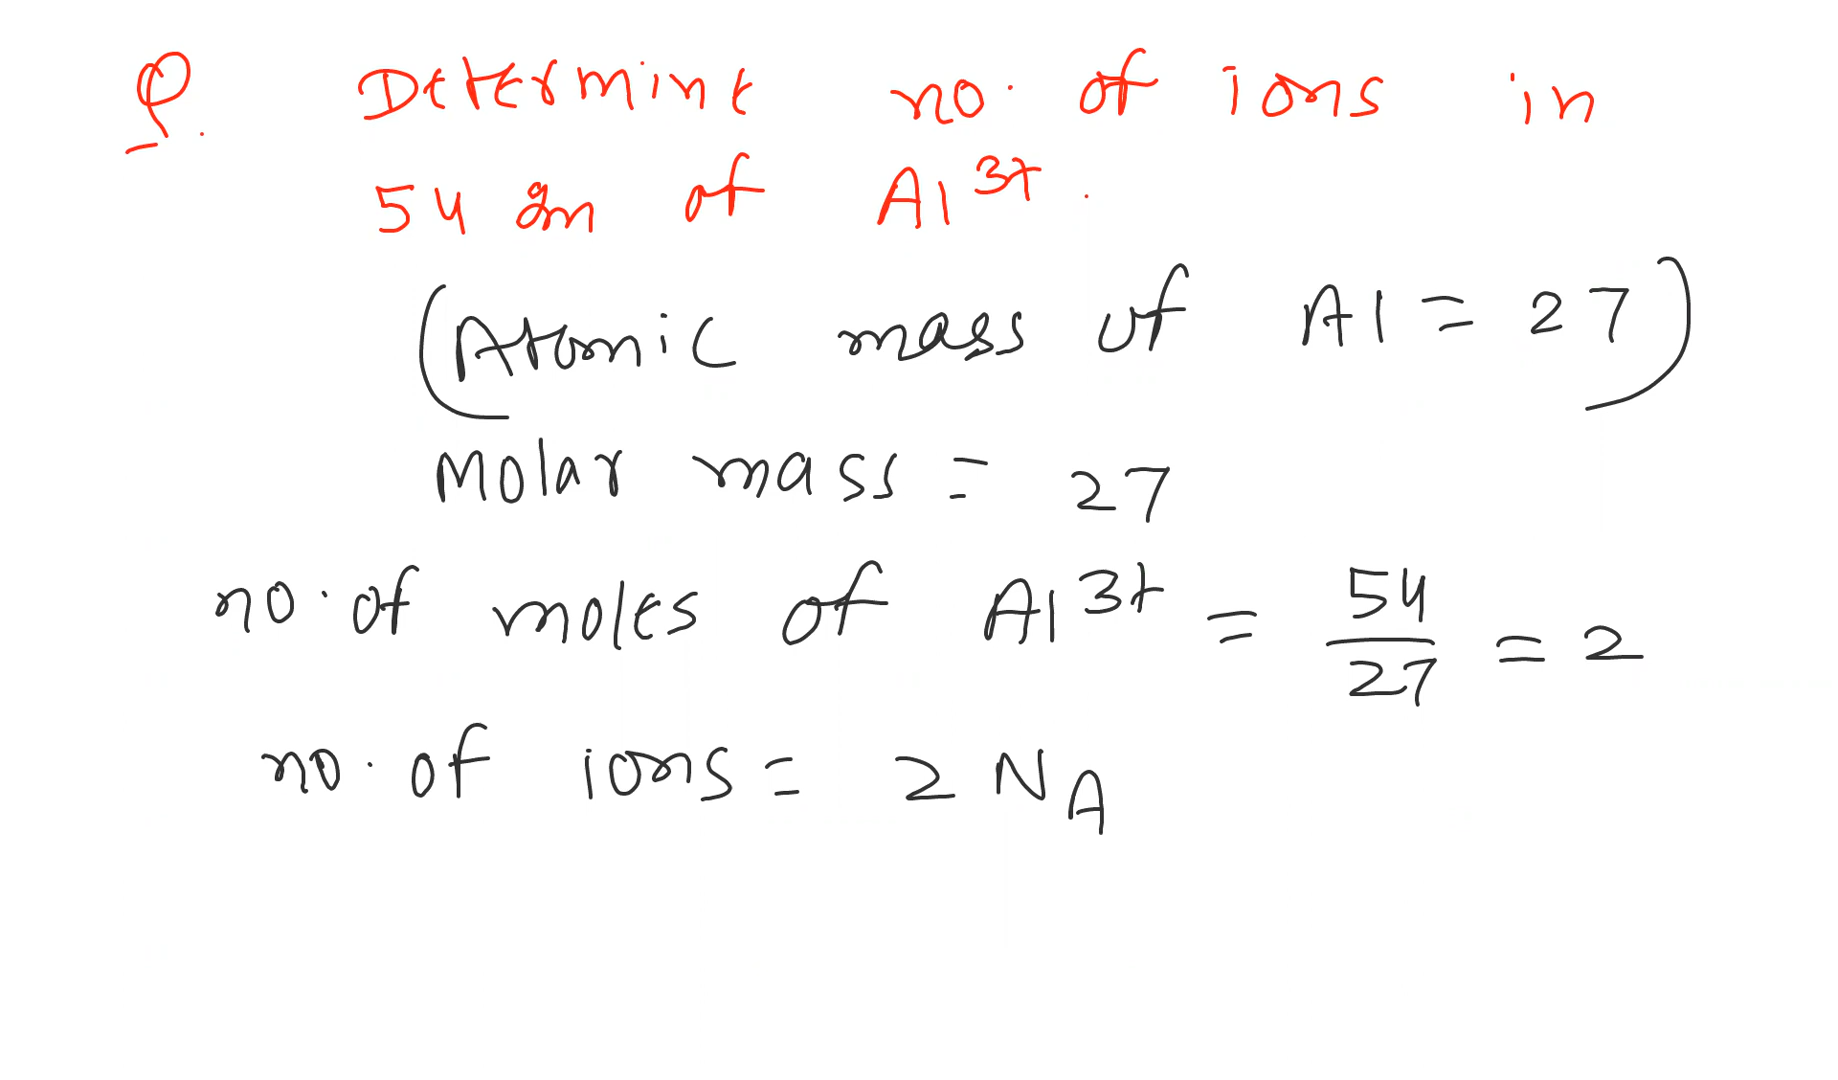 Q. Determine no. of ions in
54 gm of Al³⁺.
(Atomic mass of Al = 27)
Molar mass = 27
no. of moles of Al³⁺ = 54/27 = 2
no. of ions = 2 N_A